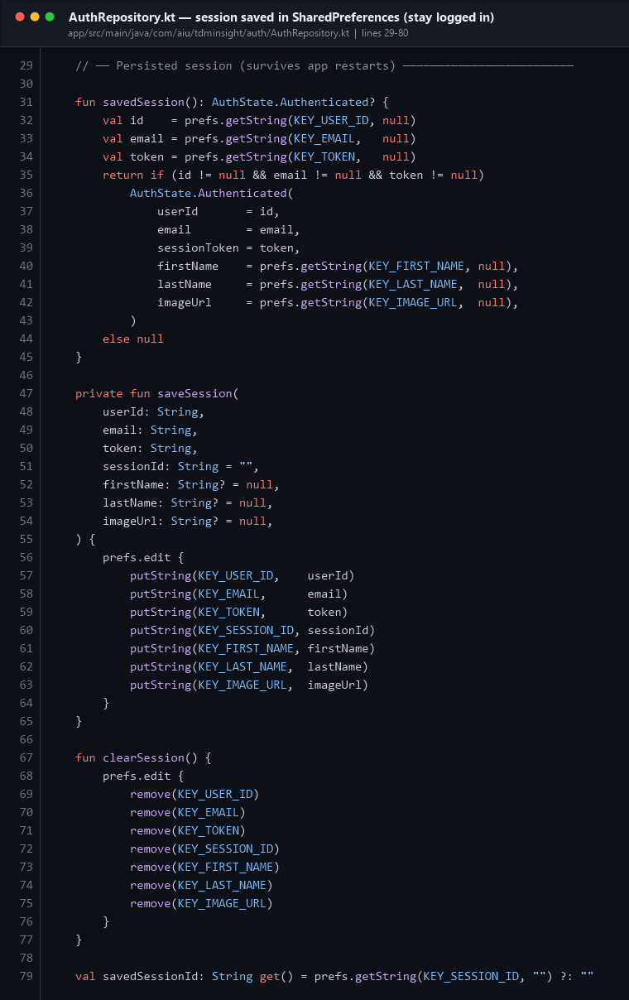 AuthRepository.kt — session saved in SharedPreferences (stay logged in)
app/src/main/java/com/aiu/tdminsight/auth/AuthRepository.kt | lines 29-80
29 // —— Persisted session (survives app restarts) —————————————————————————
30
31 fun savedSession(): AuthState.Authenticated? {
32     val id    = prefs.getString(KEY_USER_ID, null)
33     val email = prefs.getString(KEY_EMAIL,   null)
34     val token = prefs.getString(KEY_TOKEN,   null)
35     return if (id != null && email != null && token != null)
36         AuthState.Authenticated(
37             userId       = id,
38             email        = email,
39             sessionToken = token,
40             firstName    = prefs.getString(KEY_FIRST_NAME, null),
41             lastName     = prefs.getString(KEY_LAST_NAME,  null),
42             imageUrl     = prefs.getString(KEY_IMAGE_URL,  null),
43         )
44     else null
45 }
46
47 private fun saveSession(
48     userId: String,
49     email: String,
50     token: String,
51     sessionId: String = "",
52     firstName: String? = null,
53     lastName: String? = null,
54     imageUrl: String? = null,
55 ) {
56     prefs.edit {
57         putString(KEY_USER_ID,    userId)
58         putString(KEY_EMAIL,      email)
59         putString(KEY_TOKEN,      token)
60         putString(KEY_SESSION_ID, sessionId)
61         putString(KEY_FIRST_NAME, firstName)
62         putString(KEY_LAST_NAME,  lastName)
63         putString(KEY_IMAGE_URL,  imageUrl)
64     }
65 }
66
67 fun clearSession() {
68     prefs.edit {
69         remove(KEY_USER_ID)
70         remove(KEY_EMAIL)
71         remove(KEY_TOKEN)
72         remove(KEY_SESSION_ID)
73         remove(KEY_FIRST_NAME)
74         remove(KEY_LAST_NAME)
75         remove(KEY_IMAGE_URL)
76     }
77 }
78
79 val savedSessionId: String get() = prefs.getString(KEY_SESSION_ID, "") ?: ""